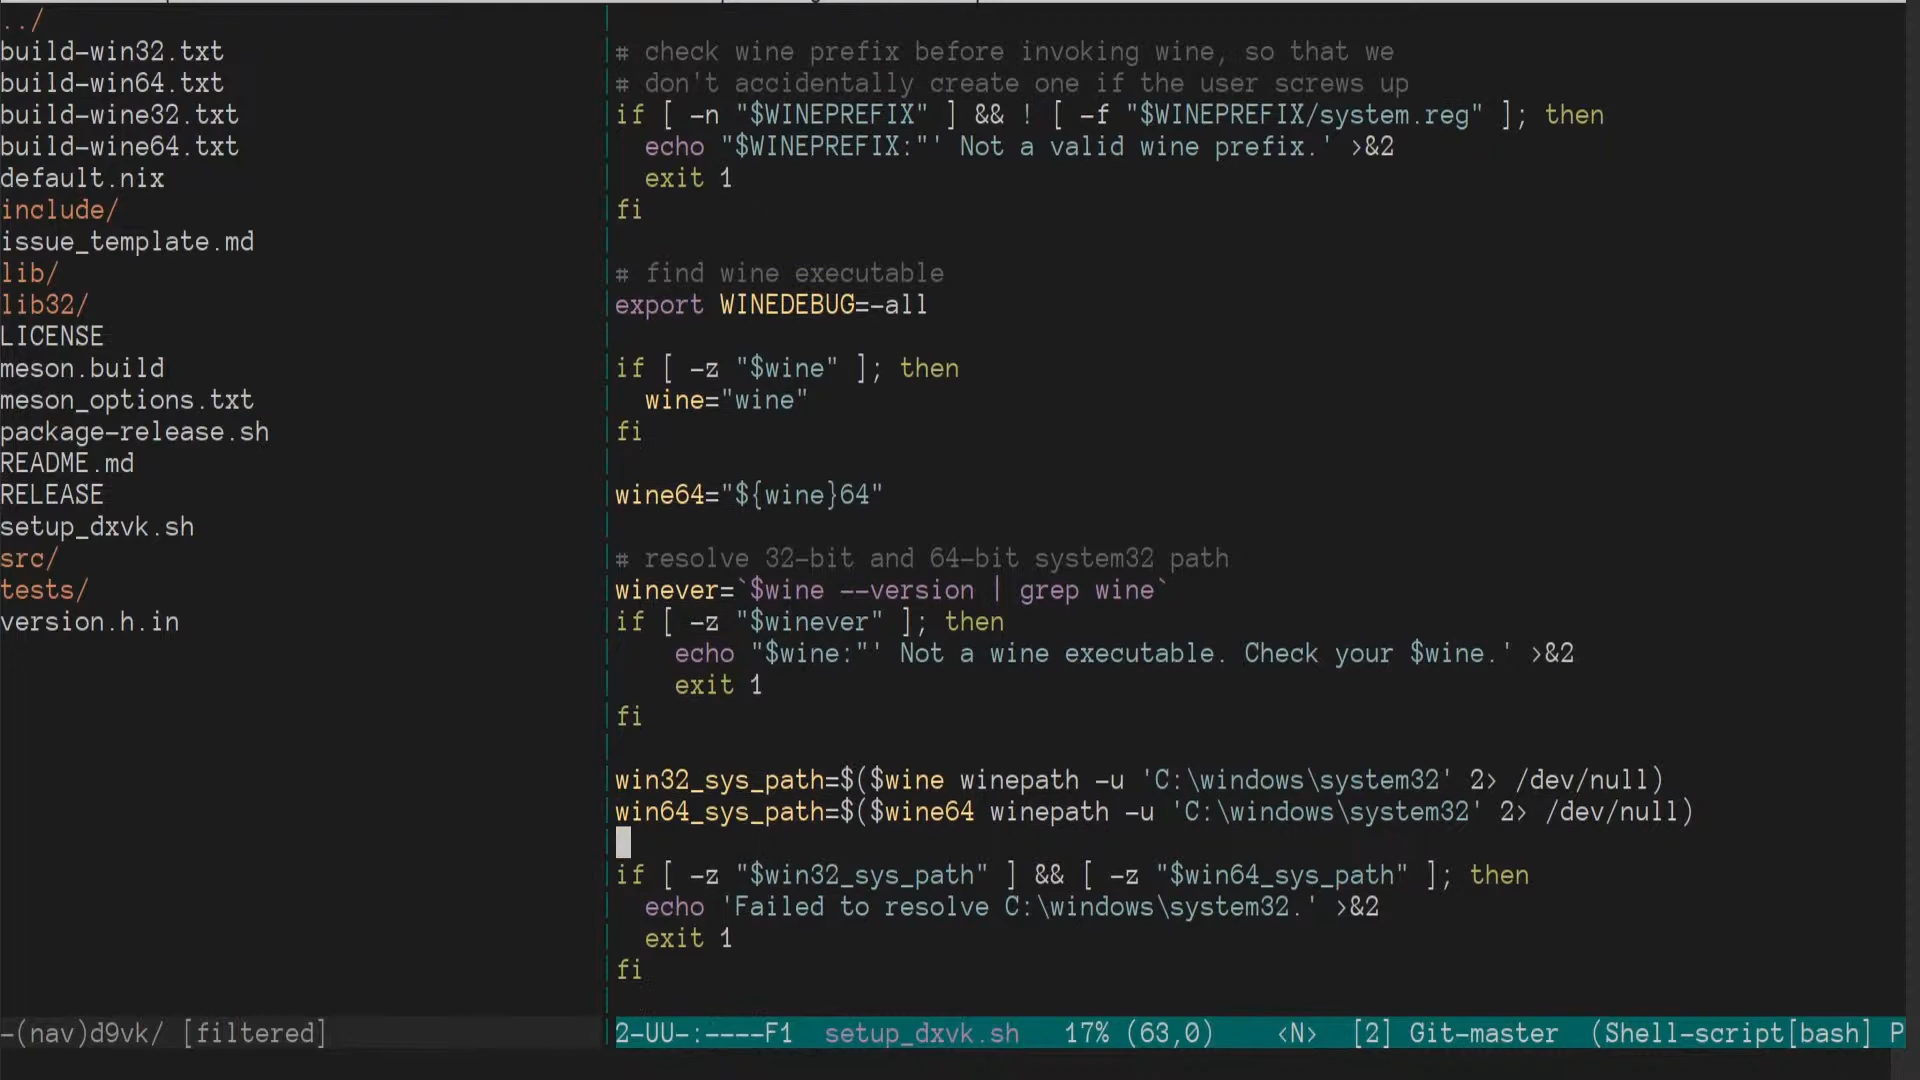 ../
build-win32.txt
build-win64.txt
build-wine32.txt
build-wine64.txt
default.nix
include/
issue_template.md
lib/
lib32/
LICENSE
meson.build
meson_options.txt
package-release.sh
README.md
RELEASE
setup_dxvk.sh
src/
tests/
version.h.in
-(nav)d9vk/ [filtered]
# check wine prefix before invoking wine, so that we
# don't accidentally create one if the user screws up
if [ -n "$WINEPREFIX" ] && ! [ -f "$WINEPREFIX/system.reg" ]; then
  echo "$WINEPREFIX:"' Not a valid wine prefix.' >&2
  exit 1
fi
# find wine executable
export WINEDEBUG=-all
if [ -z "$wine" ]; then
  wine="wine"
fi
wine64="${wine}64"
# resolve 32-bit and 64-bit system32 path
winever=`$wine --version | grep wine`
if [ -z "$winever" ]; then
    echo "$wine:"' Not a wine executable. Check your $wine.' >&2
    exit 1
fi
win32_sys_path=$($wine winepath -u 'C:\windows\system32' 2> /dev/null)
win64_sys_path=$($wine64 winepath -u 'C:\windows\system32' 2> /dev/null)
if [ -z "$win32_sys_path" ] && [ -z "$win64_sys_path" ]; then
  echo 'Failed to resolve C:\windows\system32.' >&2
  exit 1
fi
2-UU-:----F1  setup_dxvk.sh   17% (63,0)    <N>  [2] Git-master  (Shell-script[bash] P